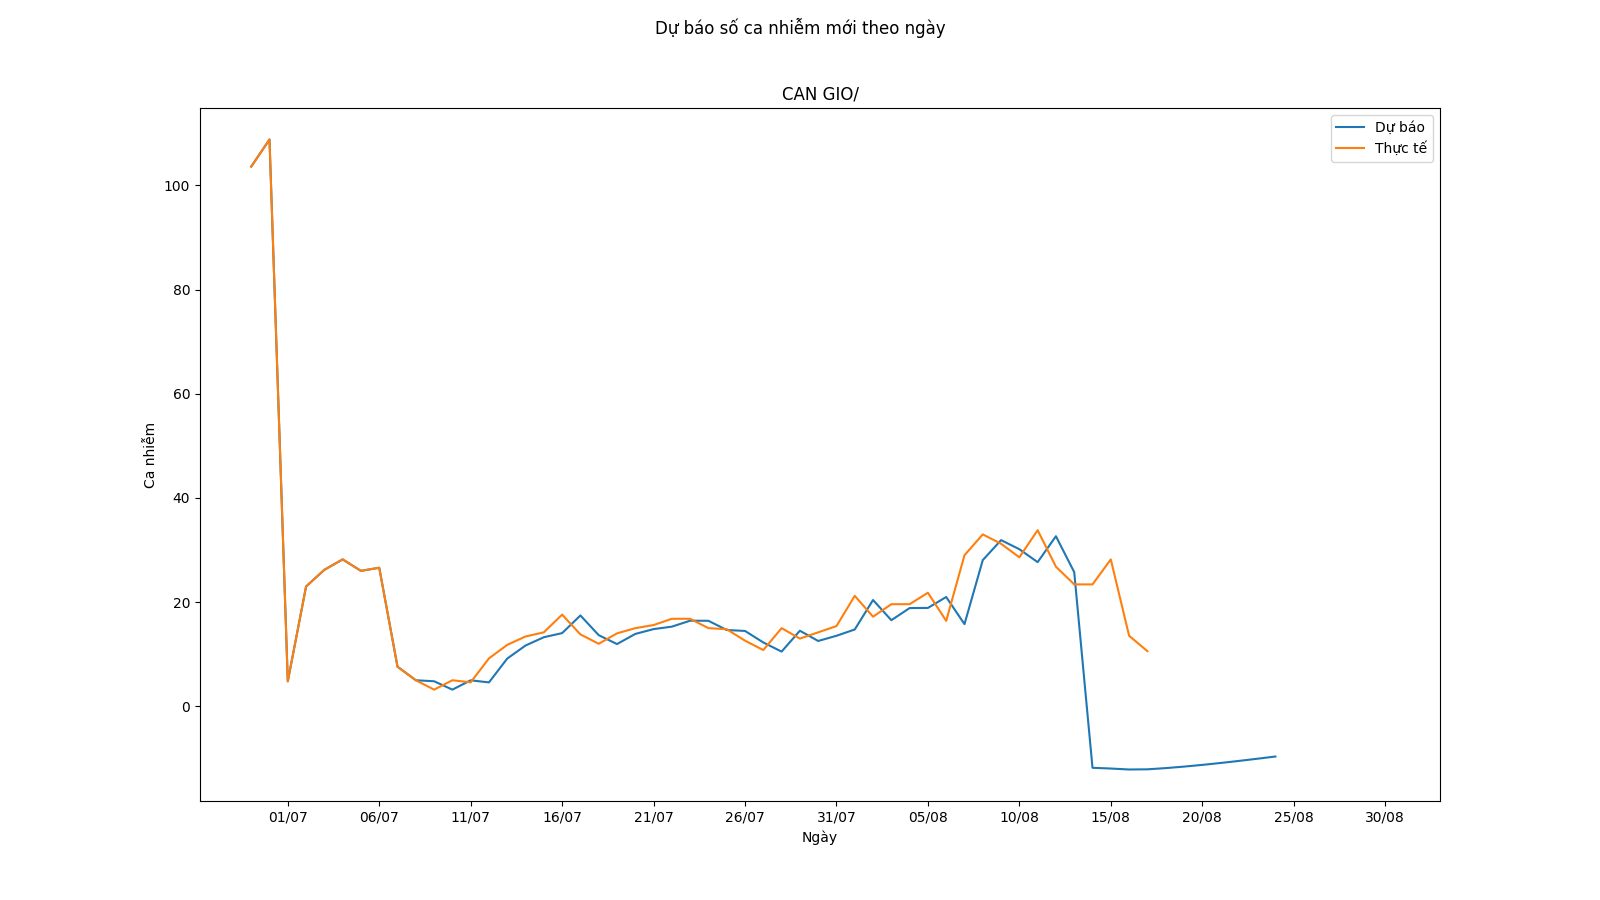 Dự báo số ca nhiễm mới theo ngày
CAN GIO/
Dự báo
Thực tế
100
80
60
40
20
0
Ca nhiễm
01/07 06/07 11/07 16/07 21/07 26/07 31/07 05/08 10/08 15/08 20/08 25/08 30/08
Ngày